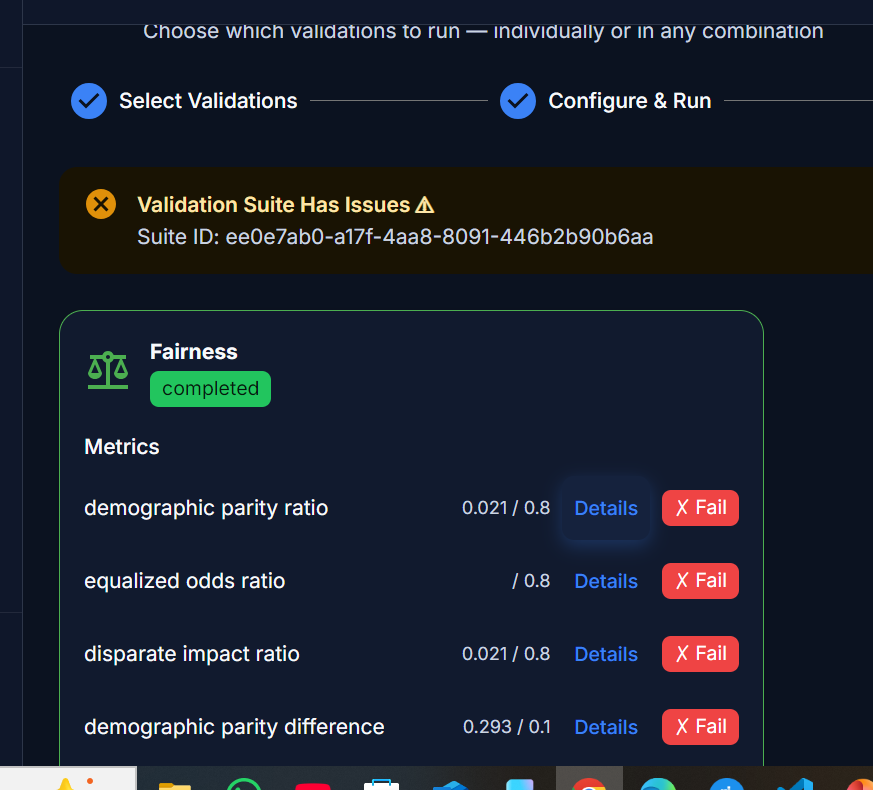 Choose which validations to run — individually or in any combination
Select Validations
Configure & Run
Validation Suite Has Issues ⚠
Suite ID: ee0e7ab0-a17f-4aa8-8091-446b2b90b6aa
Fairness
completed
Metrics
demographic parity ratio 0.021 / 0.8 Details ✗ Fail
equalized odds ratio / 0.8 Details ✗ Fail
disparate impact ratio 0.021 / 0.8 Details ✗ Fail
demographic parity difference 0.293 / 0.1 Details ✗ Fail